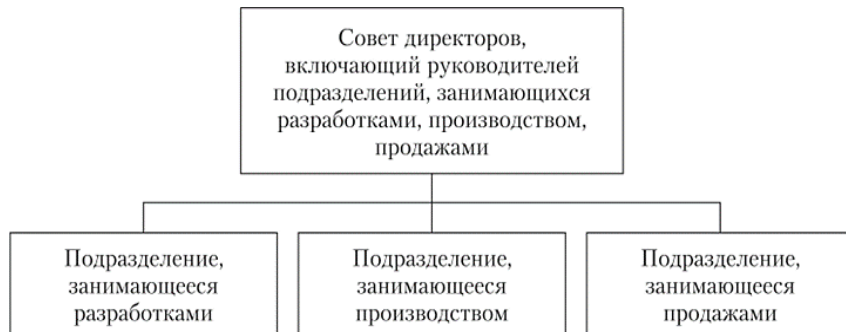 Совет директоров,
включающий руководителей
подразделений, занимающихся
разработками, производством,
продажами
Подразделение,
занимающееся
разработками
Подразделение,
занимающееся
производством
Подразделение,
занимающееся
продажами